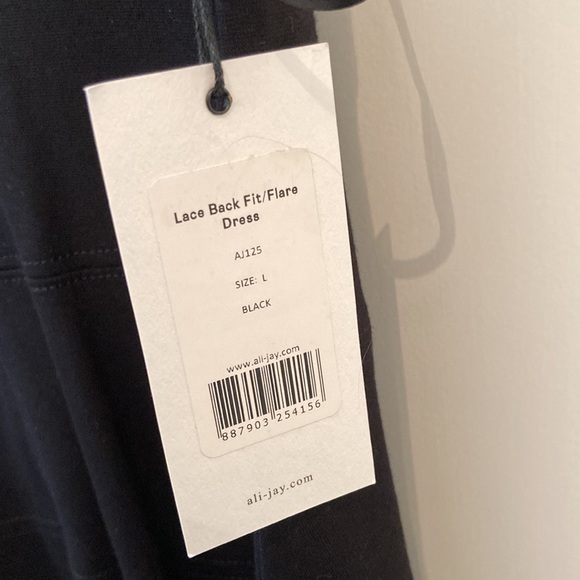 Lace Back Fit/Flare
Dress
AJ125
SIZE: L
BLACK
www.ali-jay.com
887903 254156
ali-jay.com